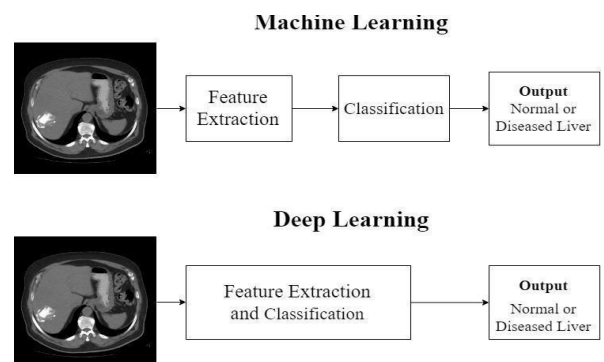 Machine Learning
Feature
Extraction
Classification
Output
Normal or
Diseased Liver
Deep Learning
Feature Extraction
and Classification
Output
Normal or
Diseased Liver